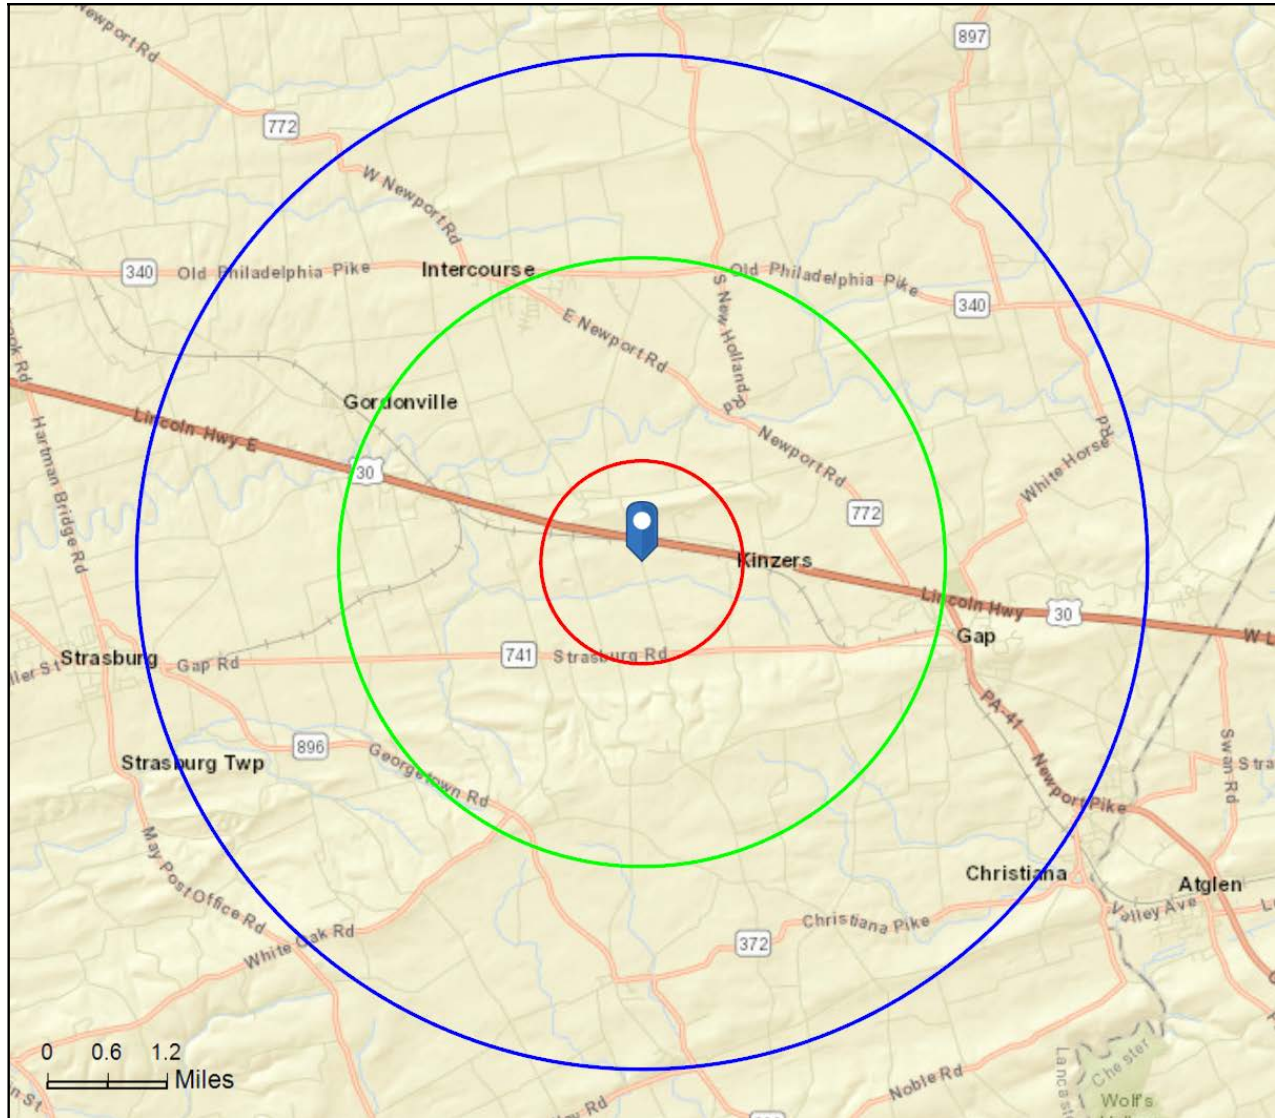 Newport Rd
897
772
W Newport Rd
340
Old Philadelphia Pike
Intercourse
Old Philadelphia Pike
340
E Newport Rd
S New Holland Rd
Rd
Gordonville
Lincoln Hwy E
30
Hartman Bridge Rd
Newport Rd
772
White Horse Rd
Kinzers
Lincoln Hwy
30
W L
Gap
Strasburg
Gap Rd
741
Strasburg Rd
PA-41
Newport Pike
Swan Rd
Stra
896
Strasburg Twp
Georgetown Rd
May Post Office Rd
White Oak Rd
Christiana
Atglen
Valley Ave
Christiana Pike
372
0 0.6 1.2
Miles
Noble Rd
Lancas
Chester
Wolf's